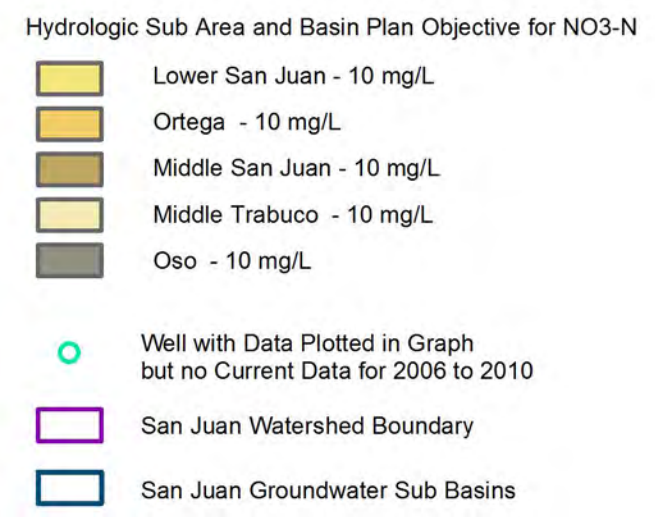 Hydrologic Sub Area and Basin Plan Objective for NO3-N
Lower San Juan - 10 mg/L
Ortega - 10 mg/L
Middle San Juan - 10 mg/L
Middle Trabuco - 10 mg/L
Oso - 10 mg/L
Well with Data Plotted in Graph
but no Current Data for 2006 to 2010
San Juan Watershed Boundary
San Juan Groundwater Sub Basins